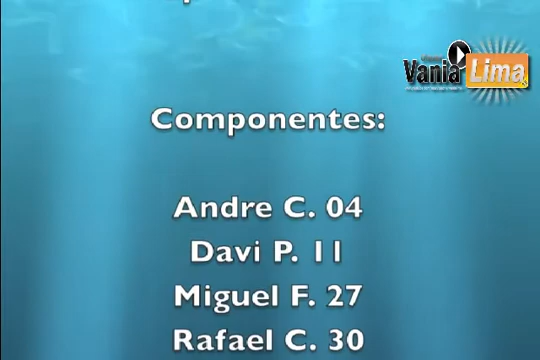 Vania Lima
Componentes:
Andre C. 04
Davi P. 11
Miguel F. 27
Rafael C. 30